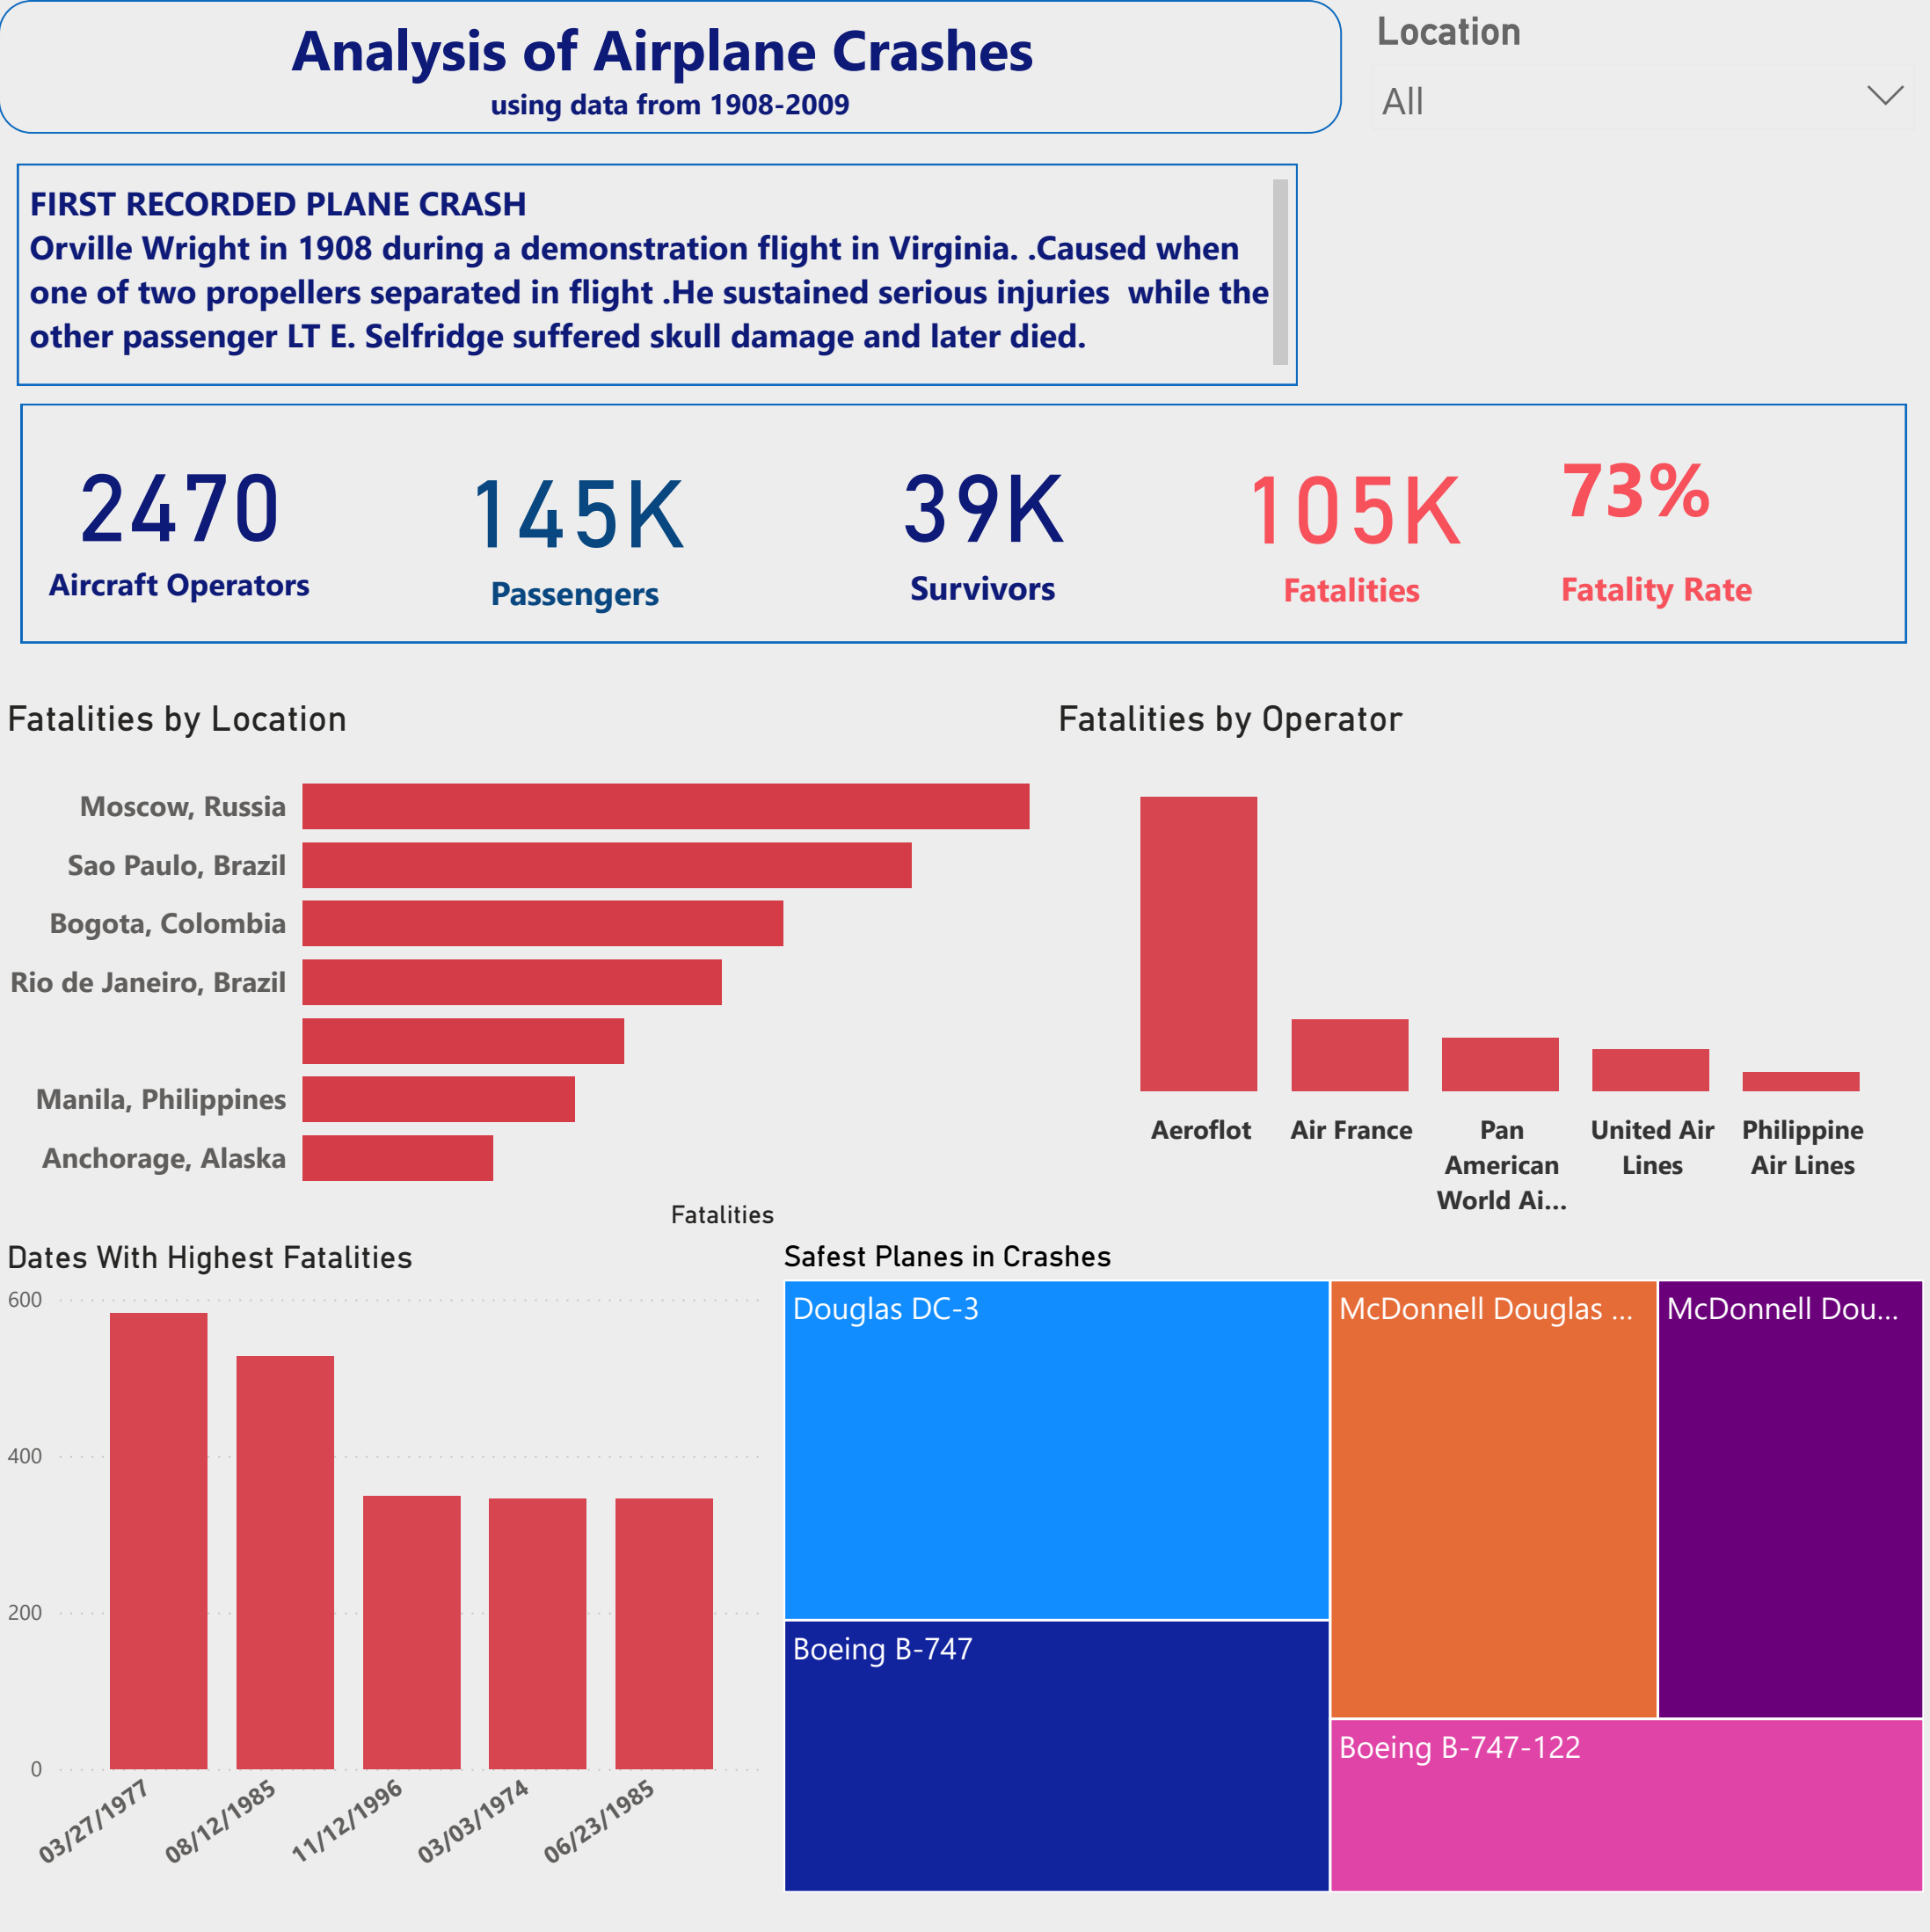 Analysis of Airplane Crashes
using data from 1908-2009
Location
All
FIRST RECORDED PLANE CRASH
Orville Wright in 1908 during a demonstration flight in Virginia. .Caused when
one of two propellers separated in flight .He sustained serious injuries  while the
other passenger LT E. Selfridge suffered skull damage and later died.
2470
Aircraft Operators
145K
Passengers
39K
Survivors
105K
Fatalities
73%
Fatality Rate
Fatalities by Location
Moscow, Russia
Sao Paulo, Brazil
Bogota, Colombia
Rio de Janeiro, Brazil
Manila, Philippines
Anchorage, Alaska
Fatalities by Operator
Aeroflot
Air France
Pan
American
World Ai...
United Air
Lines
Philippine
Air Lines
Fatalities
Dates With Highest Fatalities
600
400
200
0
03/27/1977
08/12/1985
11/12/1996
03/03/1974
06/23/1985
Safest Planes in Crashes
Douglas DC-3
McDonnell Douglas ...
McDonnell Dou...
Boeing B-747
Boeing B-747-122